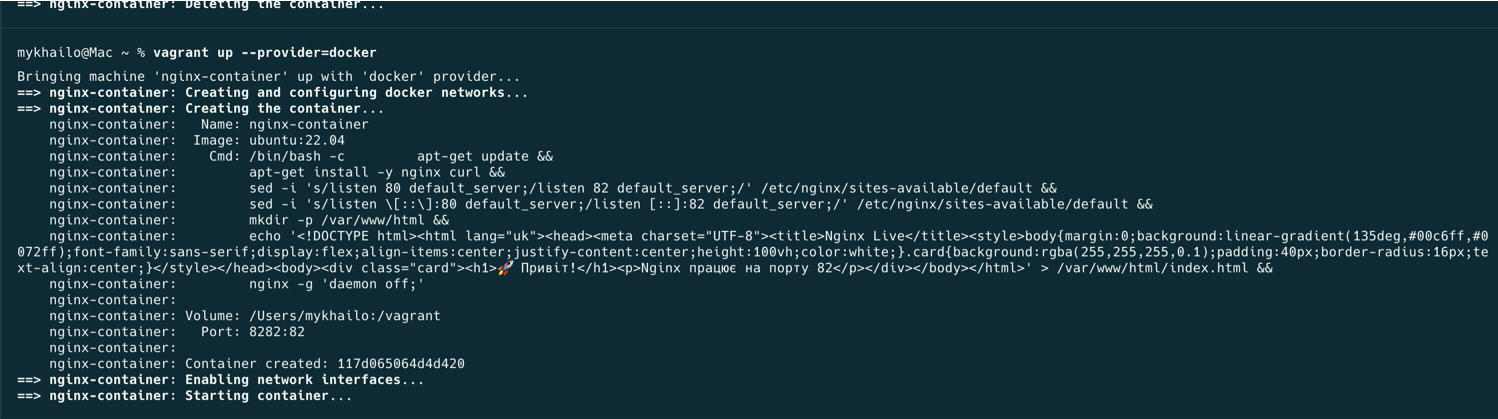 ==> nginx-container: Deleting the container...
mykhailo@Mac ~ % vagrant up --provider=docker
Bringing machine 'nginx-container' up with 'docker' provider...
==> nginx-container: Creating and configuring docker networks...
==> nginx-container: Creating the container...
    nginx-container:   Name: nginx-container
    nginx-container:  Image: ubuntu:22.04
    nginx-container:    Cmd: /bin/bash -c         apt-get update &&
    nginx-container:         apt-get install -y nginx curl &&
    nginx-container:         sed -i 's/listen 80 default_server;/listen 82 default_server;/' /etc/nginx/sites-available/default &&
    nginx-container:         sed -i 's/listen \[::\]:80 default_server;/listen [::]:82 default_server;/' /etc/nginx/sites-available/default &&
    nginx-container:         mkdir -p /var/www/html &&
    nginx-container:         echo '<!DOCTYPE html><html lang="uk"><head><meta charset="UTF-8"><title>Nginx Live</title><style>body{margin:0;background:linear-gradient(135deg,#00c6ff,#0
072ff);font-family:sans-serif;display:flex;align-items:center;justify-content:center;height:100vh;color:white;}.card{background:rgba(255,255,255,0.1);padding:40px;border-radius:16px;te
xt-align:center;}</style></head><body><div class="card"><h1>🚀 Привіт!</h1><p>Nginx працює на порту 82</p></div></body></html>' > /var/www/html/index.html &&
    nginx-container:         nginx -g 'daemon off;'
    nginx-container:
    nginx-container: Volume: /Users/mykhailo:/vagrant
    nginx-container:   Port: 8282:82
    nginx-container:
    nginx-container: Container created: 117d065064d4d420
==> nginx-container: Enabling network interfaces...
==> nginx-container: Starting container...